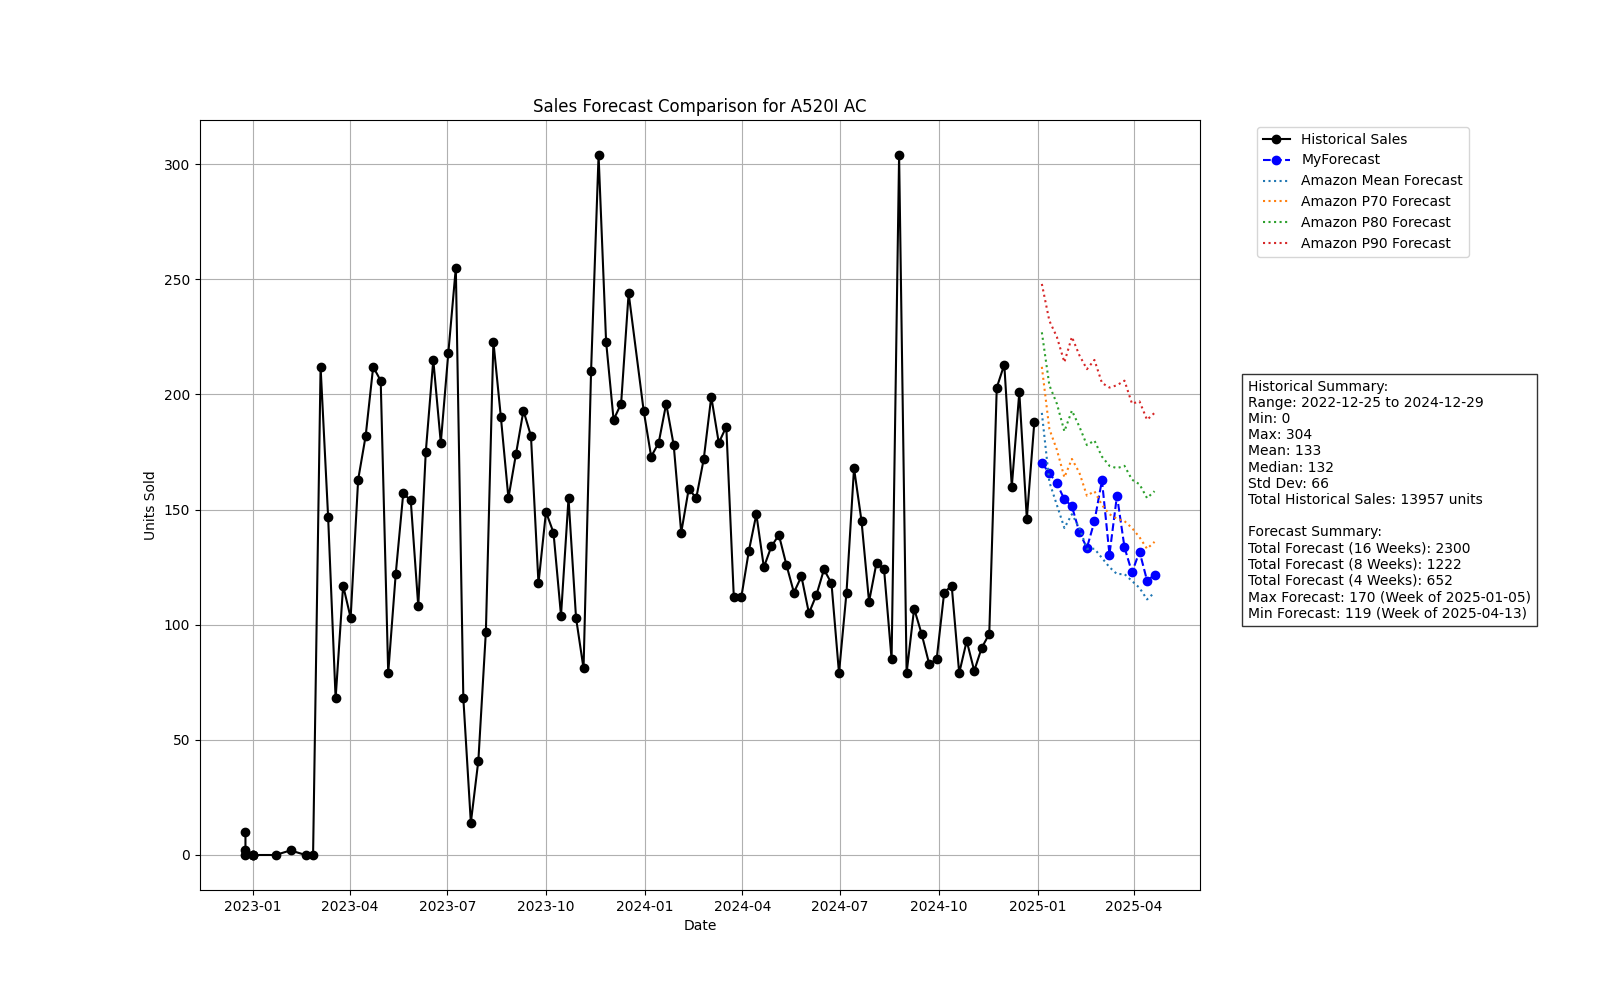 Sales Forecast Comparison for A520I AC
Historical Sales
MyForecast
Amazon Mean Forecast
Amazon P70 Forecast
Amazon P80 Forecast
Amazon P90 Forecast
300
250
200
150
100
50
0
Units Sold
Historical Summary:
Range: 2022-12-25 to 2024-12-29
Min: 0
Max: 304
Mean: 133
Median: 132
Std Dev: 66
Total Historical Sales: 13957 units
Forecast Summary:
Total Forecast (16 Weeks): 2300
Total Forecast (8 Weeks): 1222
Total Forecast (4 Weeks): 652
Max Forecast: 170 (Week of 2025-01-05)
Min Forecast: 119 (Week of 2025-04-13)
2023-01 2023-04 2023-07 2023-10 2024-01 2024-04 2024-07 2024-10 2025-01 2025-04
Date